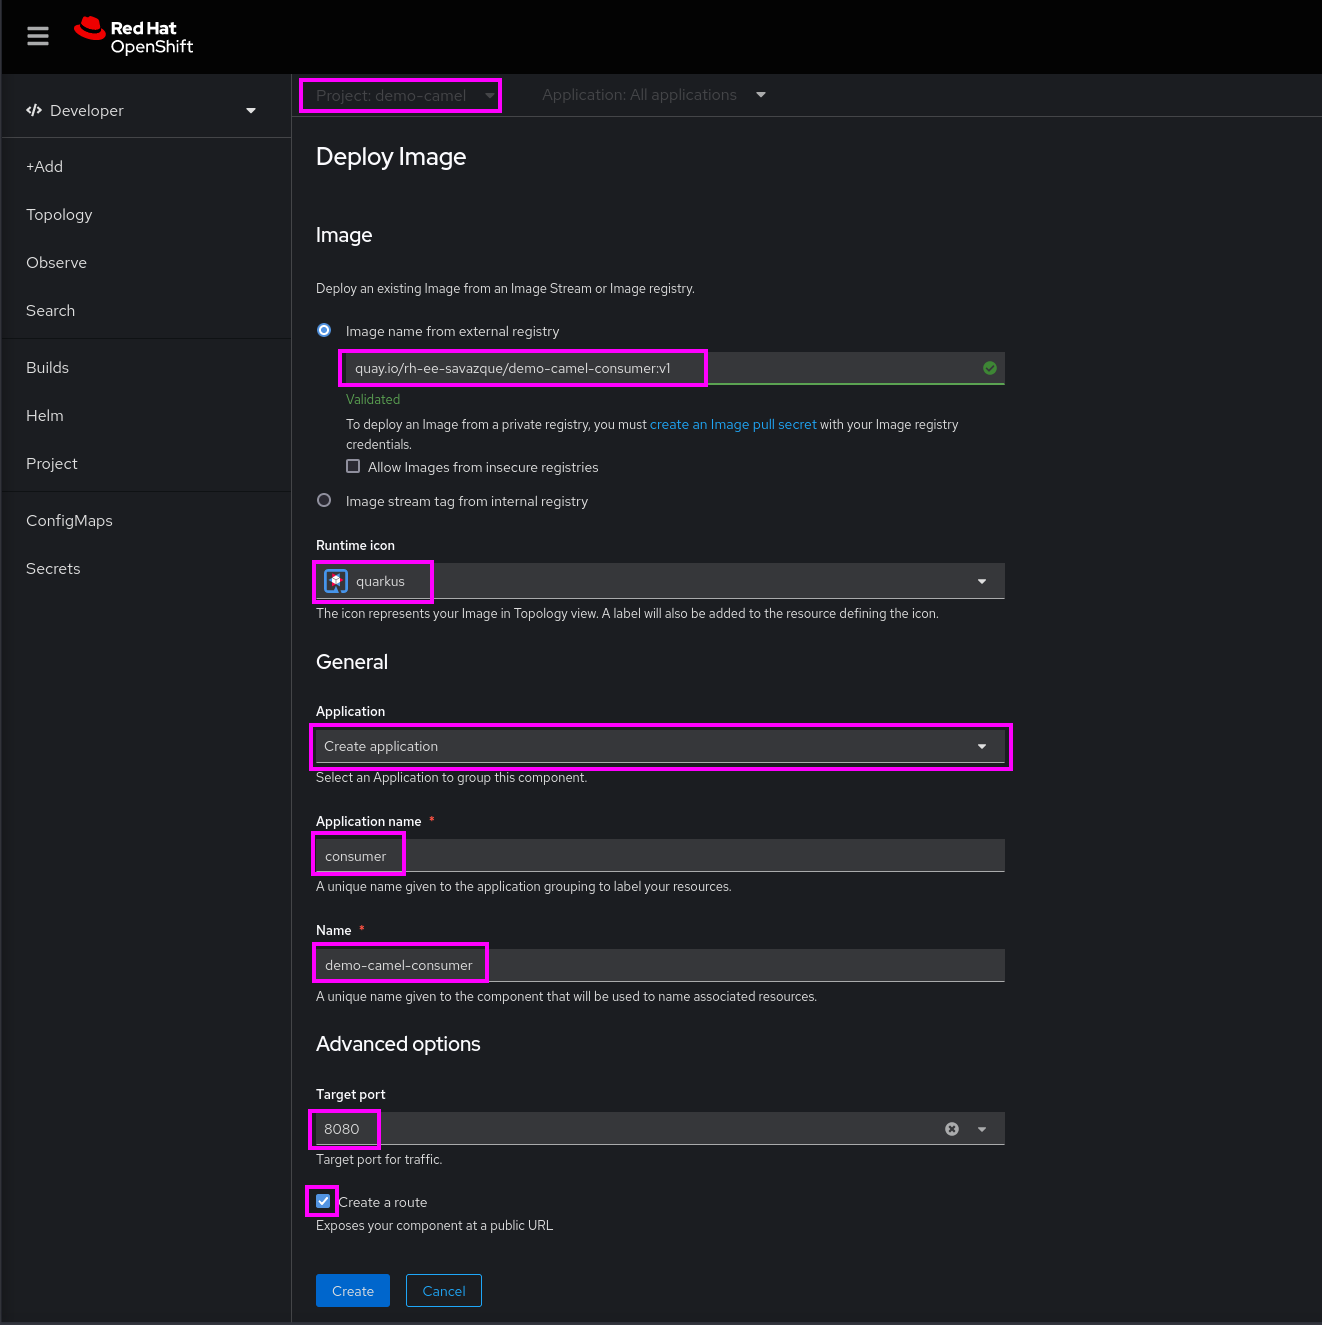 Red Hat
OpenShift
Developer
+Add
Topology
Observe
Search
Builds
Helm
Project
ConfigMaps
Secrets
Project: demo-camel
Application: All applications
Deploy Image
Image
Deploy an existing Image from an Image Stream or Image registry.
Image name from external registry
quay.io/rh-ee-savazque/demo-camel-consumer:v1
Validated
To deploy an Image from a private registry, you must create an Image pull secret with your Image registry
credentials.
Allow Images from insecure registries
Image stream tag from internal registry
Runtime icon
quarkus
The icon represents your Image in Topology view. A label will also be added to the resource defining the icon.
General
Application
Create application
Select an Application to group this component.
Application name *
consumer
A unique name given to the application grouping to label your resources.
Name *
demo-camel-consumer
A unique name given to the component that will be used to name associated resources.
Advanced options
Target port
8080
Target port for traffic.
Create a route
Exposes your component at a public URL
Create
Cancel